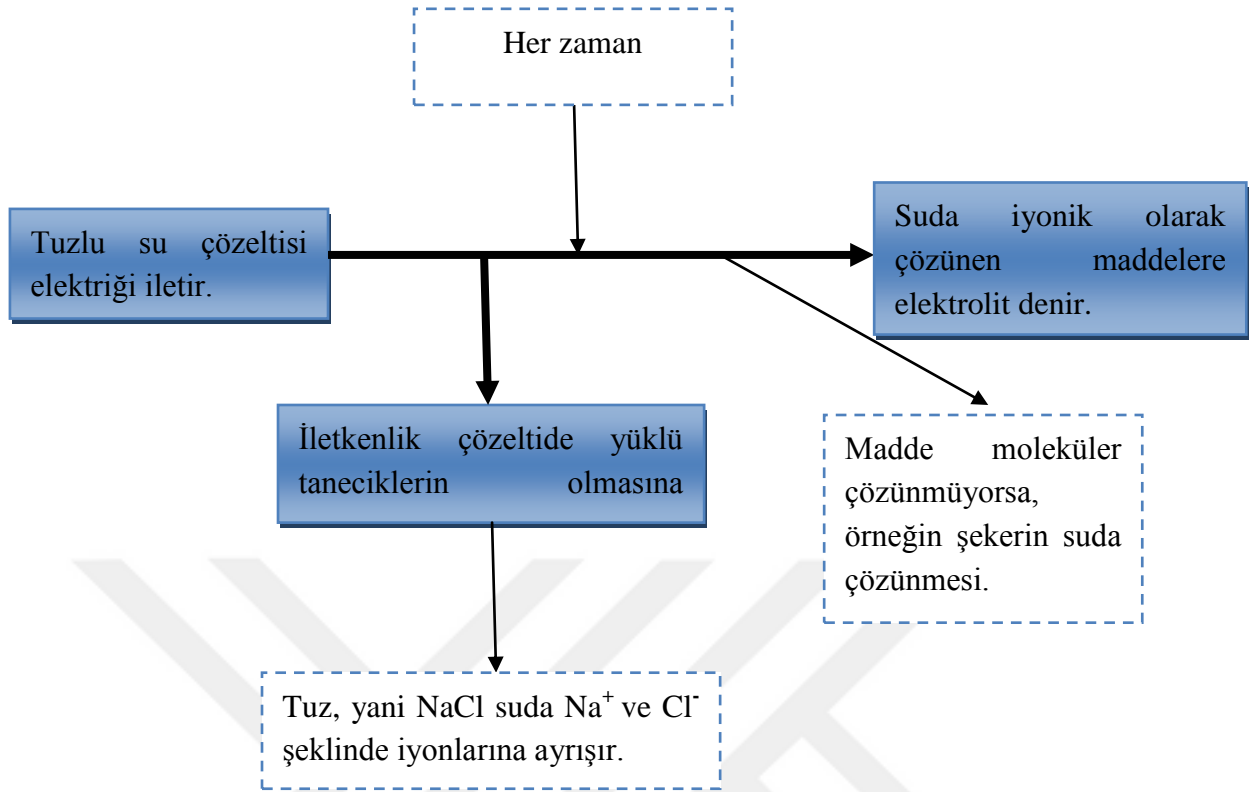 Her zaman
Tuzlu su çözeltisi
elektriği iletir.
Suda iyonik olarak
çözünen maddelere
elektrolit denir.
İletkenlik çözeltide yüklü
taneciklerin olmasına
Madde moleküler
çözünmüyorsa,
örneğin şekerin suda
çözünmesi.
Tuz, yani NaCl suda Na⁺ ve Cl⁻
şeklinde iyonlarına ayrışır.